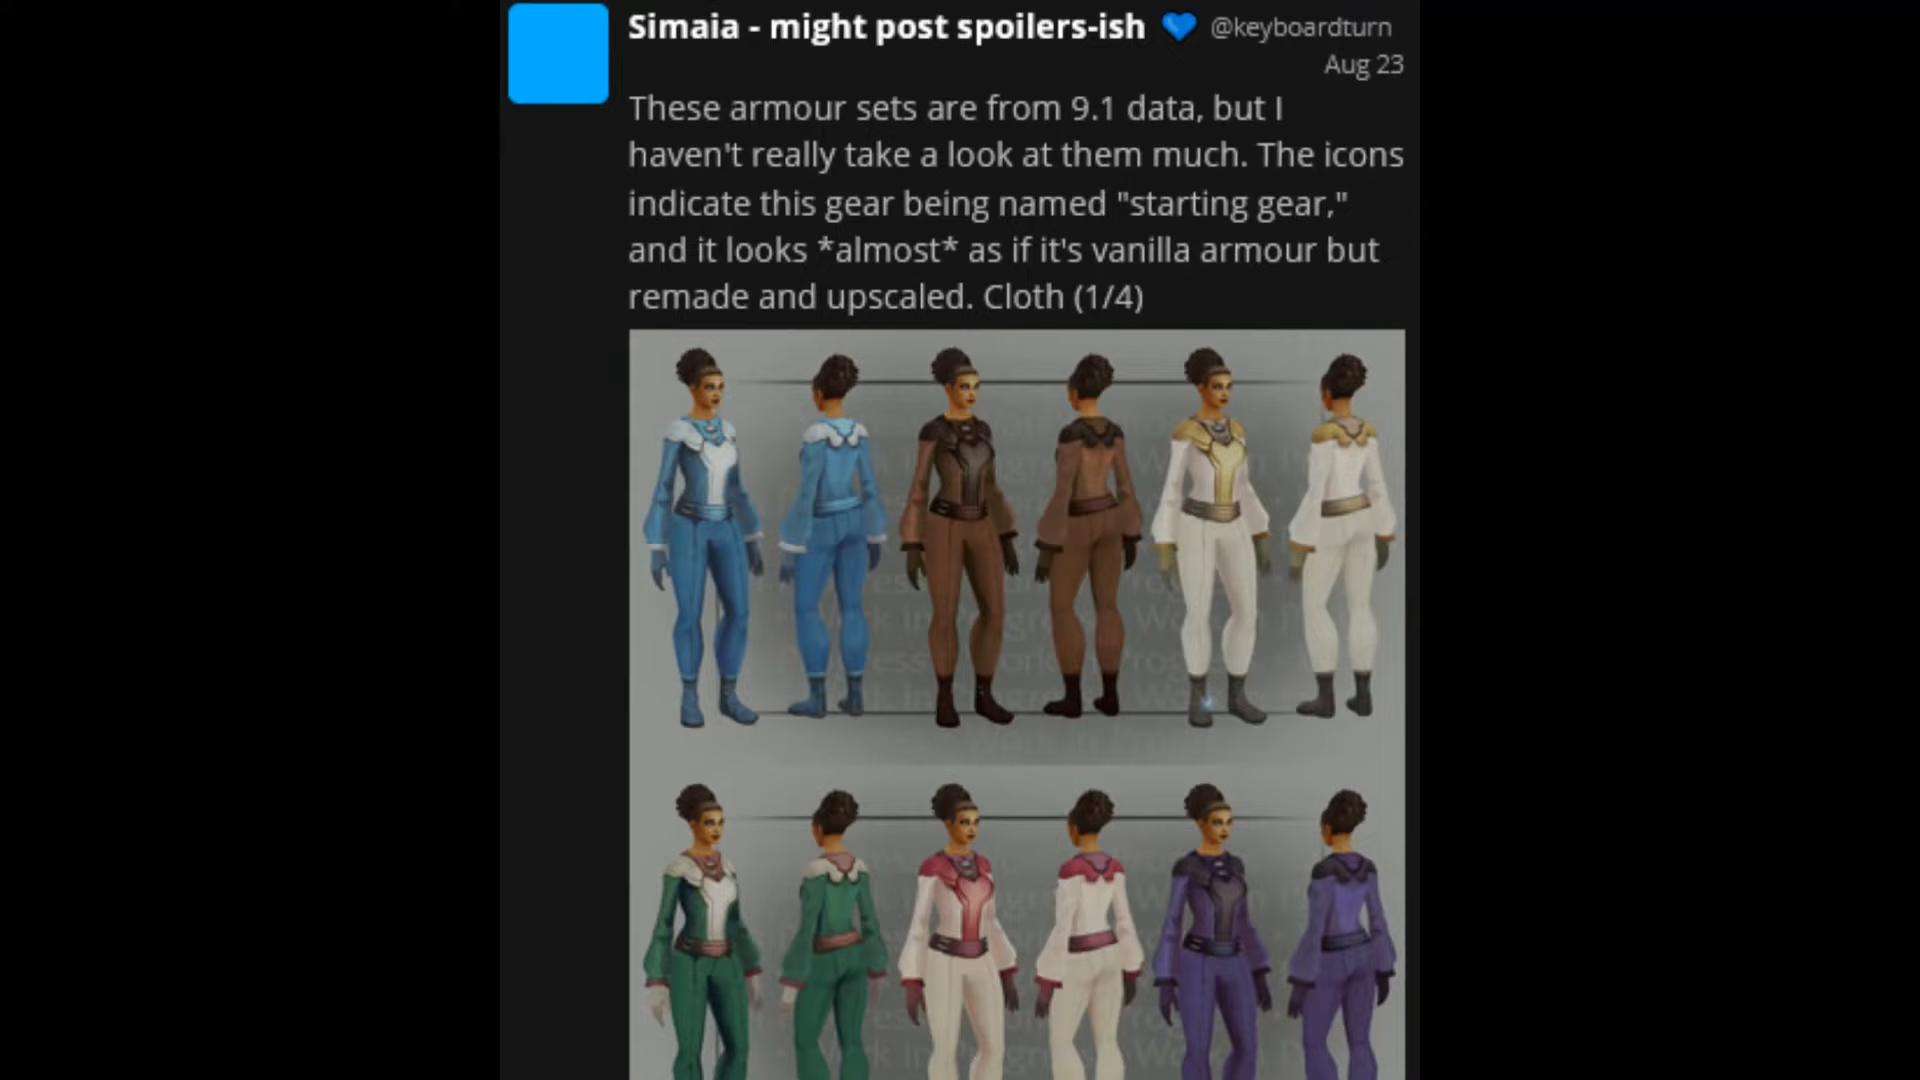 Simaia - might post spoilers-ish 💙 @keyboardturn
Aug 23
These armour sets are from 9.1 data, but I
haven't really take a look at them much. The icons
indicate this gear being named "starting gear,"
and it looks *almost* as if it's vanilla armour but
remade and upscaled. Cloth (1/4)